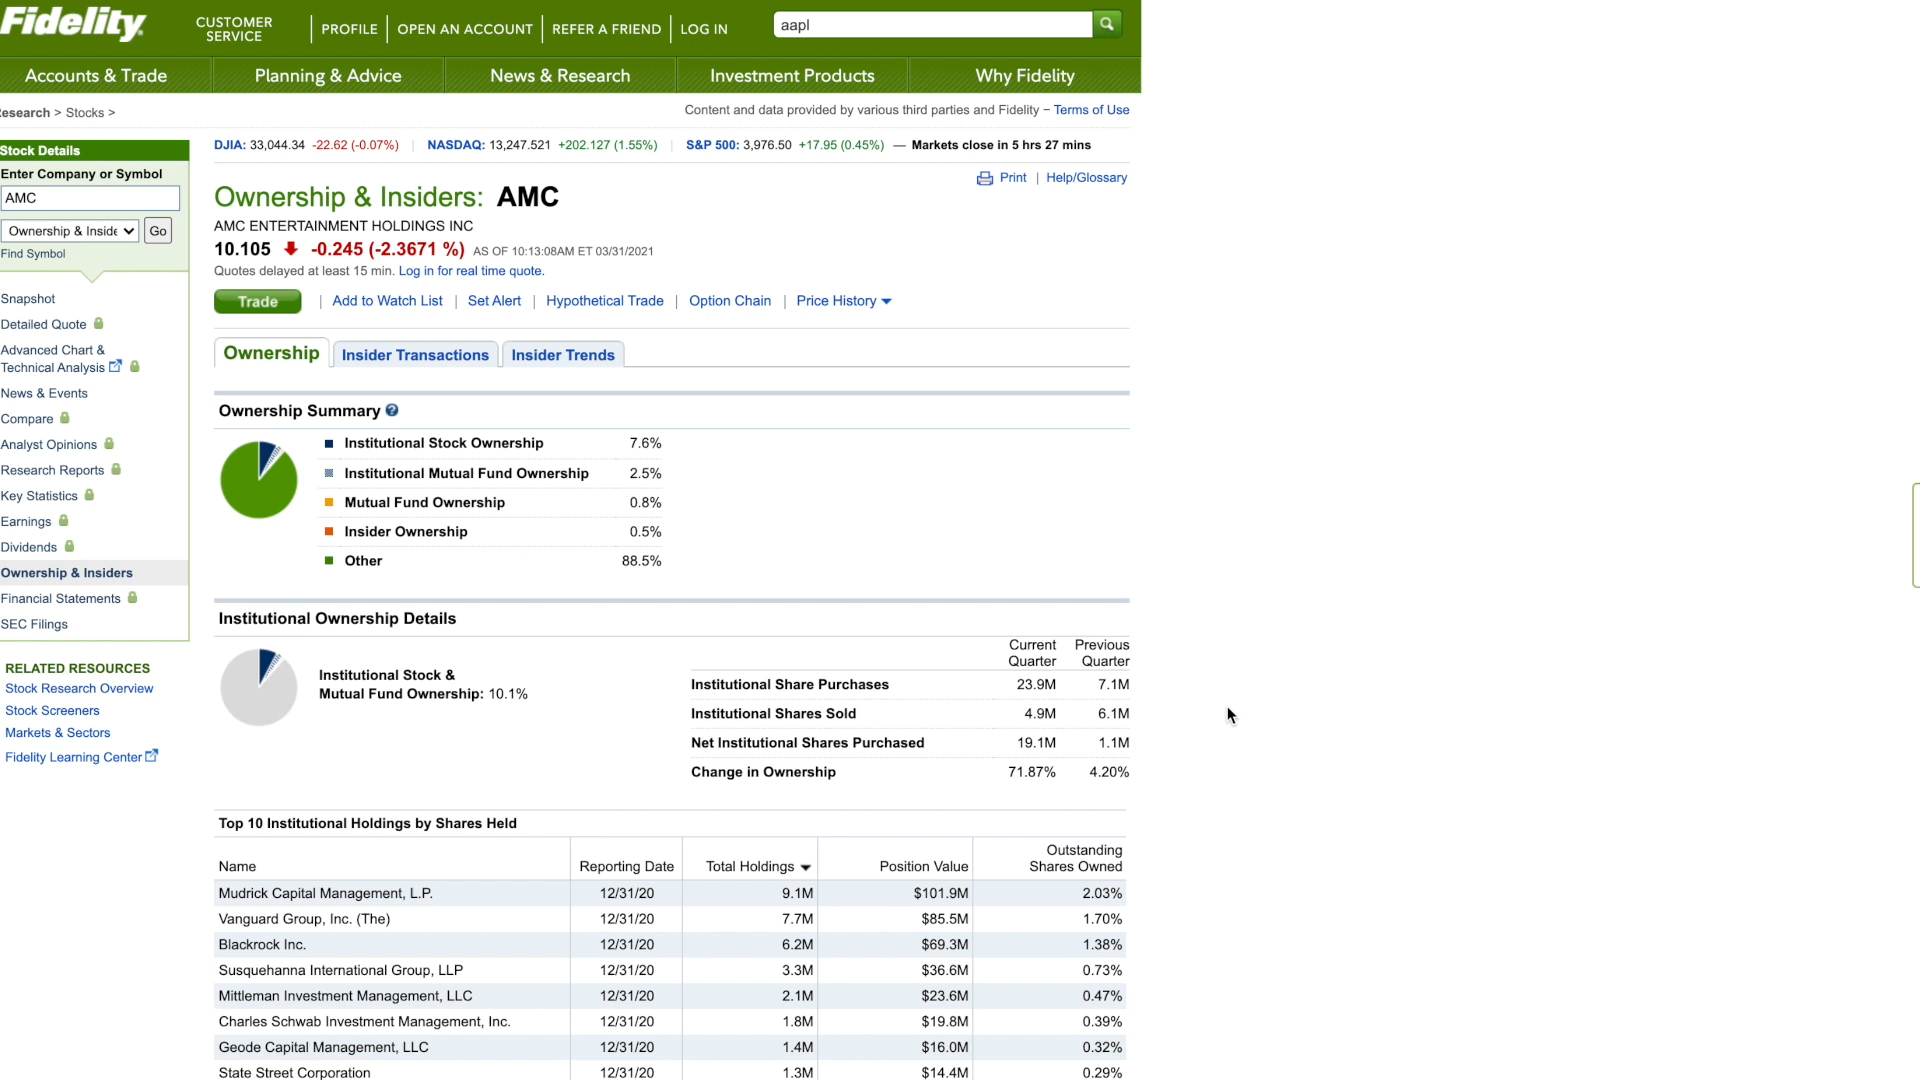 Fidelity
CUSTOMER
SERVICE
PROFILE
OPEN AN ACCOUNT
REFER A FRIEND
LOG IN
aapl
Accounts & Trade
Planning & Advice
News & Research
Investment Products
Why Fidelity
esearch > Stocks >
Content and data provided by various third parties and Fidelity – Terms of Use
Stock Details
Enter Company or Symbol
AMC
Ownership & Inside
Go
Find Symbol
Snapshot
Detailed Quote
Advanced Chart &
Technical Analysis
News & Events
Compare
Analyst Opinions
Research Reports
Key Statistics
Earnings
Dividends
Ownership & Insiders
Financial Statements
SEC Filings
RELATED RESOURCES
Stock Research Overview
Stock Screeners
Markets & Sectors
Fidelity Learning Center
DJIA: 33,044.34 -22.62 (-0.07%) | NASDAQ: 13,247.521 +202.127 (1.55%) | S&P 500: 3,976.50 +17.95 (0.45%) — Markets close in 5 hrs 27 mins
Print | Help/Glossary
Ownership & Insiders: AMC
AMC ENTERTAINMENT HOLDINGS INC
10.105 -0.245 (-2.3671 %) AS OF 10:13:08AM ET 03/31/2021
Quotes delayed at least 15 min. Log in for real time quote.
Trade | Add to Watch List | Set Alert | Hypothetical Trade | Option Chain | Price History
Ownership
Insider Transactions
Insider Trends
Ownership Summary ?
Institutional Stock Ownership 7.6%
Institutional Mutual Fund Ownership 2.5%
Mutual Fund Ownership 0.8%
Insider Ownership 0.5%
Other 88.5%
Institutional Ownership Details
Institutional Stock &
Mutual Fund Ownership: 10.1%
Current Previous
Quarter Quarter
Institutional Share Purchases 23.9M 7.1M
Institutional Shares Sold 4.9M 6.1M
Net Institutional Shares Purchased 19.1M 1.1M
Change in Ownership 71.87% 4.20%
Top 10 Institutional Holdings by Shares Held
Outstanding
Name Reporting Date Total Holdings Position Value Shares Owned
Mudrick Capital Management, L.P. 12/31/20 9.1M $101.9M 2.03%
Vanguard Group, Inc. (The) 12/31/20 7.7M $85.5M 1.70%
Blackrock Inc. 12/31/20 6.2M $69.3M 1.38%
Susquehanna International Group, LLP 12/31/20 3.3M $36.6M 0.73%
Mittleman Investment Management, LLC 12/31/20 2.1M $23.6M 0.47%
Charles Schwab Investment Management, Inc. 12/31/20 1.8M $19.8M 0.39%
Geode Capital Management, LLC 12/31/20 1.4M $16.0M 0.32%
State Street Corporation 12/31/20 1.3M $14.4M 0.29%